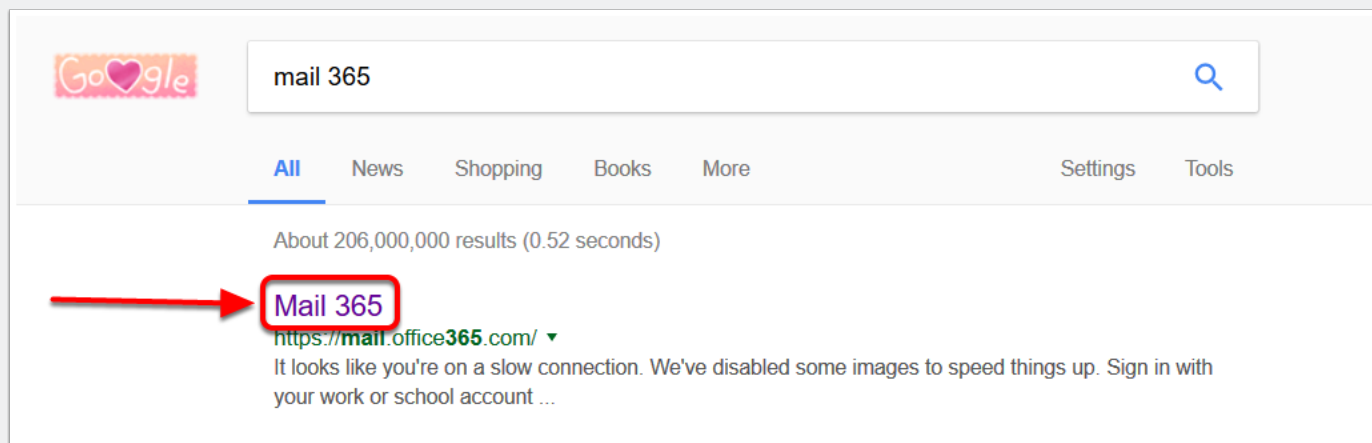 Google
mail 365
All News Shopping Books More Settings Tools
About 206,000,000 results (0.52 seconds)
Mail 365
https://mail.office365.com/
It looks like you're on a slow connection. We've disabled some images to speed things up. Sign in with
your work or school account ...